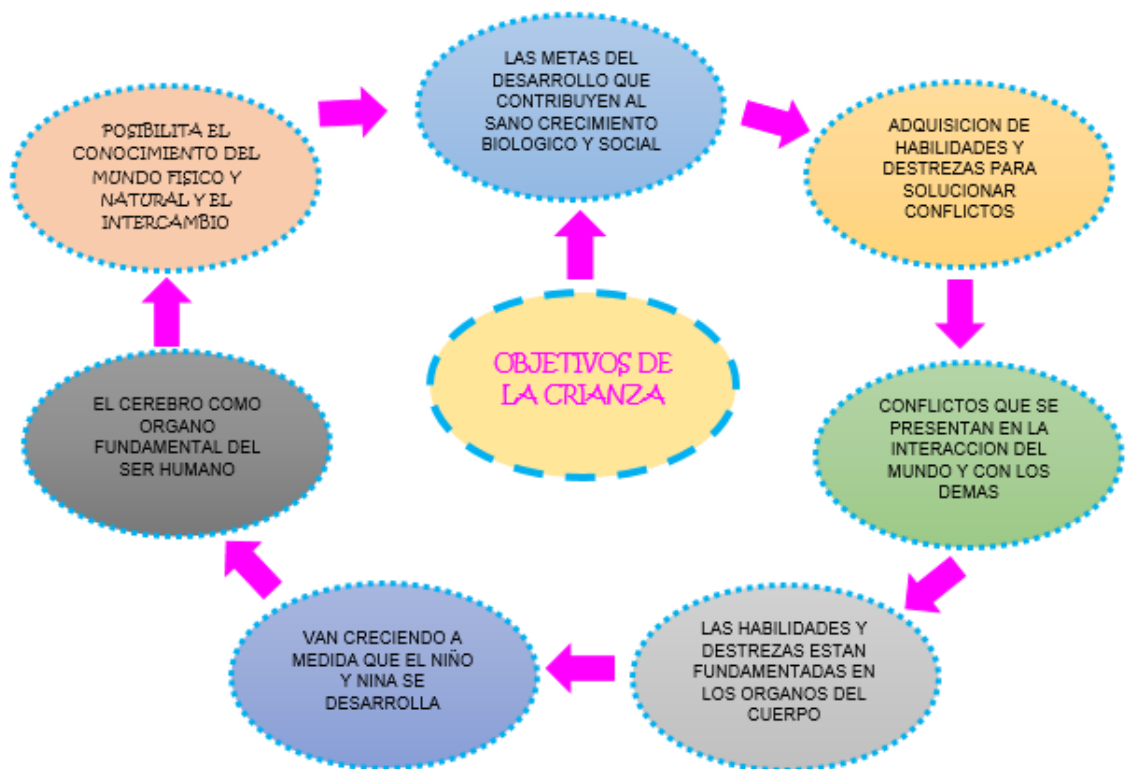 LAS METAS DEL
DESARROLLO QUE
CONTRIBUYEN AL
SANO CRECIMIENTO
BIOLOGICO Y SOCIAL
ADQUISICION DE
HABILIDADES Y
DESTREZAS PARA
SOLUCIONAR
CONFLICTOS
POSIBILITA EL
CONOCIMIENTO DEL
MUNDO FISICO Y
NATURAL Y EL
INTERCAMBIO
OBJETIVOS DE
LA CRIANZA
EL CEREBRO COMO
ORGANO
FUNDAMENTAL DEL
SER HUMANO
CONFLICTOS QUE SE
PRESENTAN EN LA
INTERACCION DEL
MUNDO Y CON LOS
DEMAS
VAN CRECIENDO A
MEDIDA QUE EL NIÑO
Y NINA SE
DESARROLLA
LAS HABILIDADES Y
DESTREZAS ESTAN
FUNDAMENTADAS EN
LOS ORGANOS DEL
CUERPO